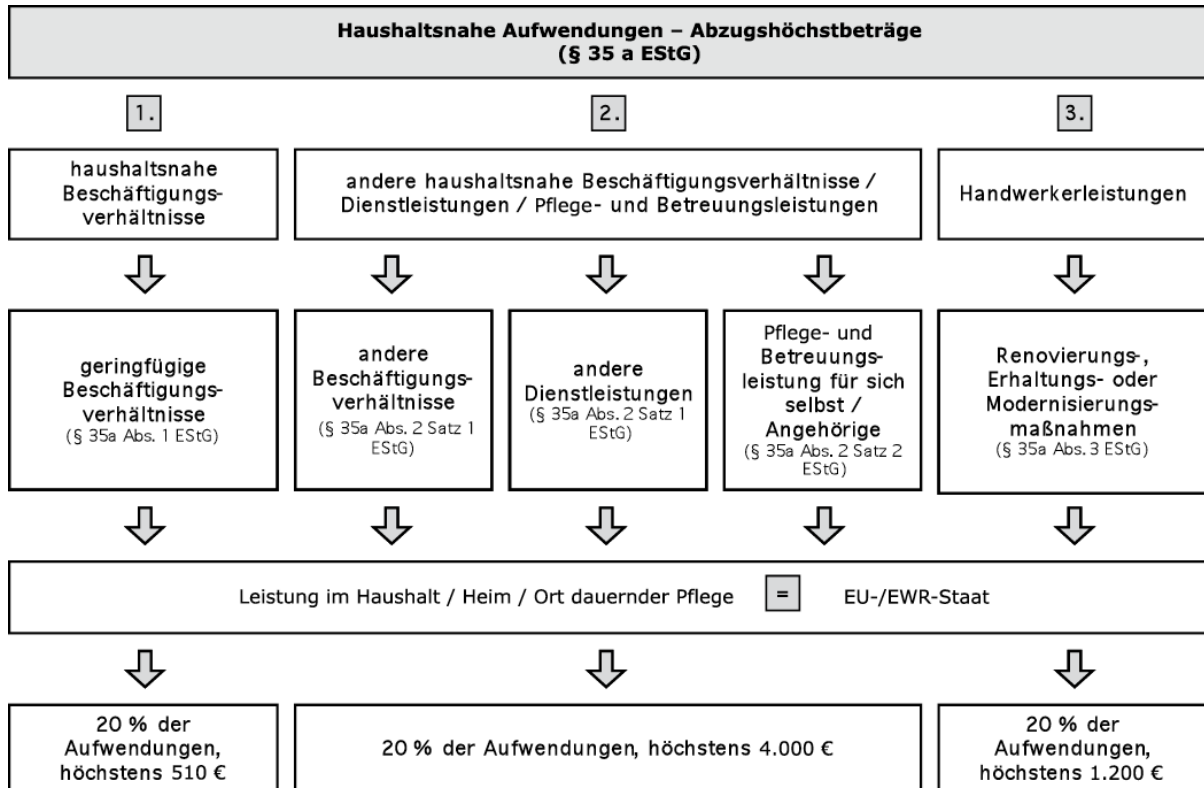 Haushaltsnahe Aufwendungen – Abzugshöchstbeträge
(§ 35 a EStG)
1.
2.
3.
haushaltsnahe
Beschäftigungs-
verhältnisse
andere haushaltsnahe Beschäftigungsverhältnisse /
Dienstleistungen / Pflege- und Betreuungsleistungen
Handwerkerleistungen
geringfügige
Beschäftigungs-
verhältnisse
(§ 35a Abs. 1 EStG)
andere
Beschäftigungs-
verhältnisse
(§ 35a Abs. 2 Satz 1
EStG)
andere
Dienstleistungen
(§ 35a Abs. 2 Satz 1
EStG)
Pflege- und
Betreuungs-
leistung für sich
selbst /
Angehörige
(§ 35a Abs. 2 Satz 2
EStG)
Renovierungs-,
Erhaltungs- oder
Modernisierungs-
maßnahmen
(§ 35a Abs. 3 EStG)
Leistung im Haushalt / Heim / Ort dauernder Pflege = EU-/EWR-Staat
20 % der
Aufwendungen,
höchstens 510 €
20 % der Aufwendungen, höchstens 4.000 €
20 % der
Aufwendungen,
höchstens 1.200 €